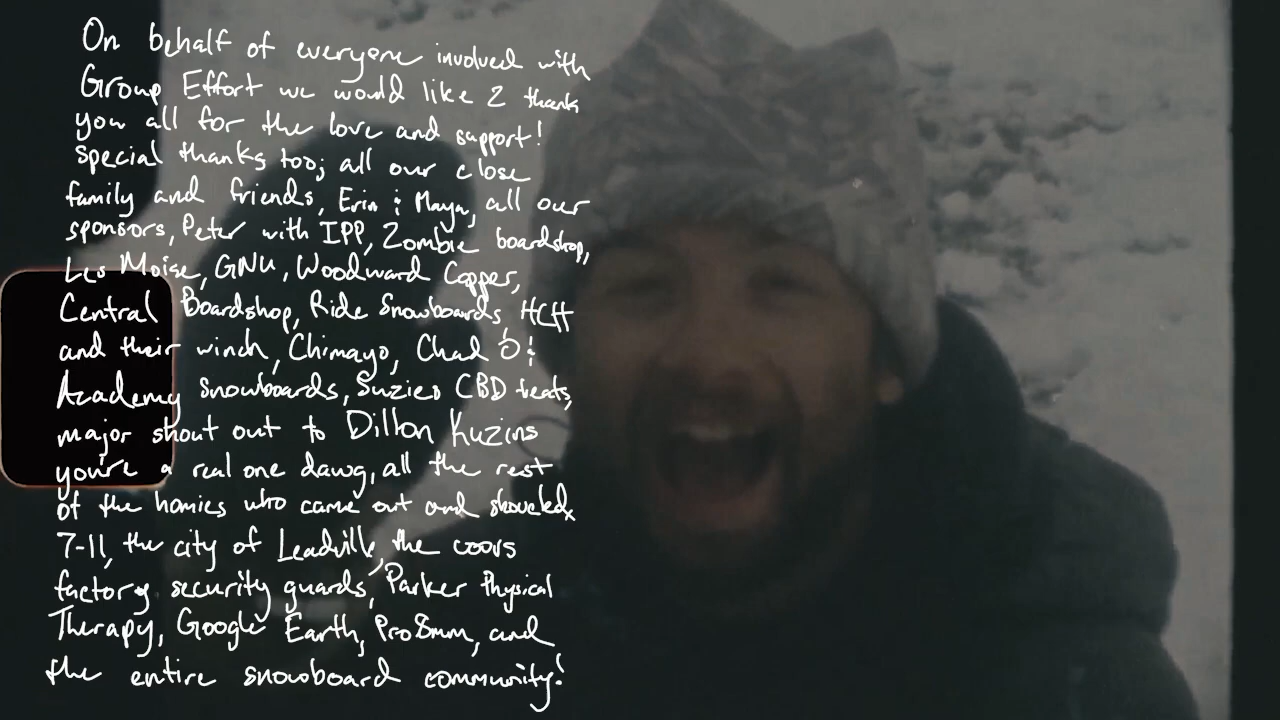 On behalf of everyone involved with
Group Effort we would like 2 thank
you all for the love and support!
Special thanks too; all our close
family and friends, Erin & Maya, all our
sponsors, Peter with IPP, Zombie boardshop,
Les Moise, GNU, Woodward Copper,
Central Boardshop, Ride Snowboards, HCH
and their winch, Chimayo, Chad O!
Academy Snowboards, Suzies CBD treats,
major shout out to Dillon Kuzins
you're a real one dawg, all the rest
of the homies who came out and shoveled,
7-11, the city of Leadville, the coors
factory security guards, Parker Physical
Therapy, Google Earth, Pro8mm, and
the entire snowboard community!